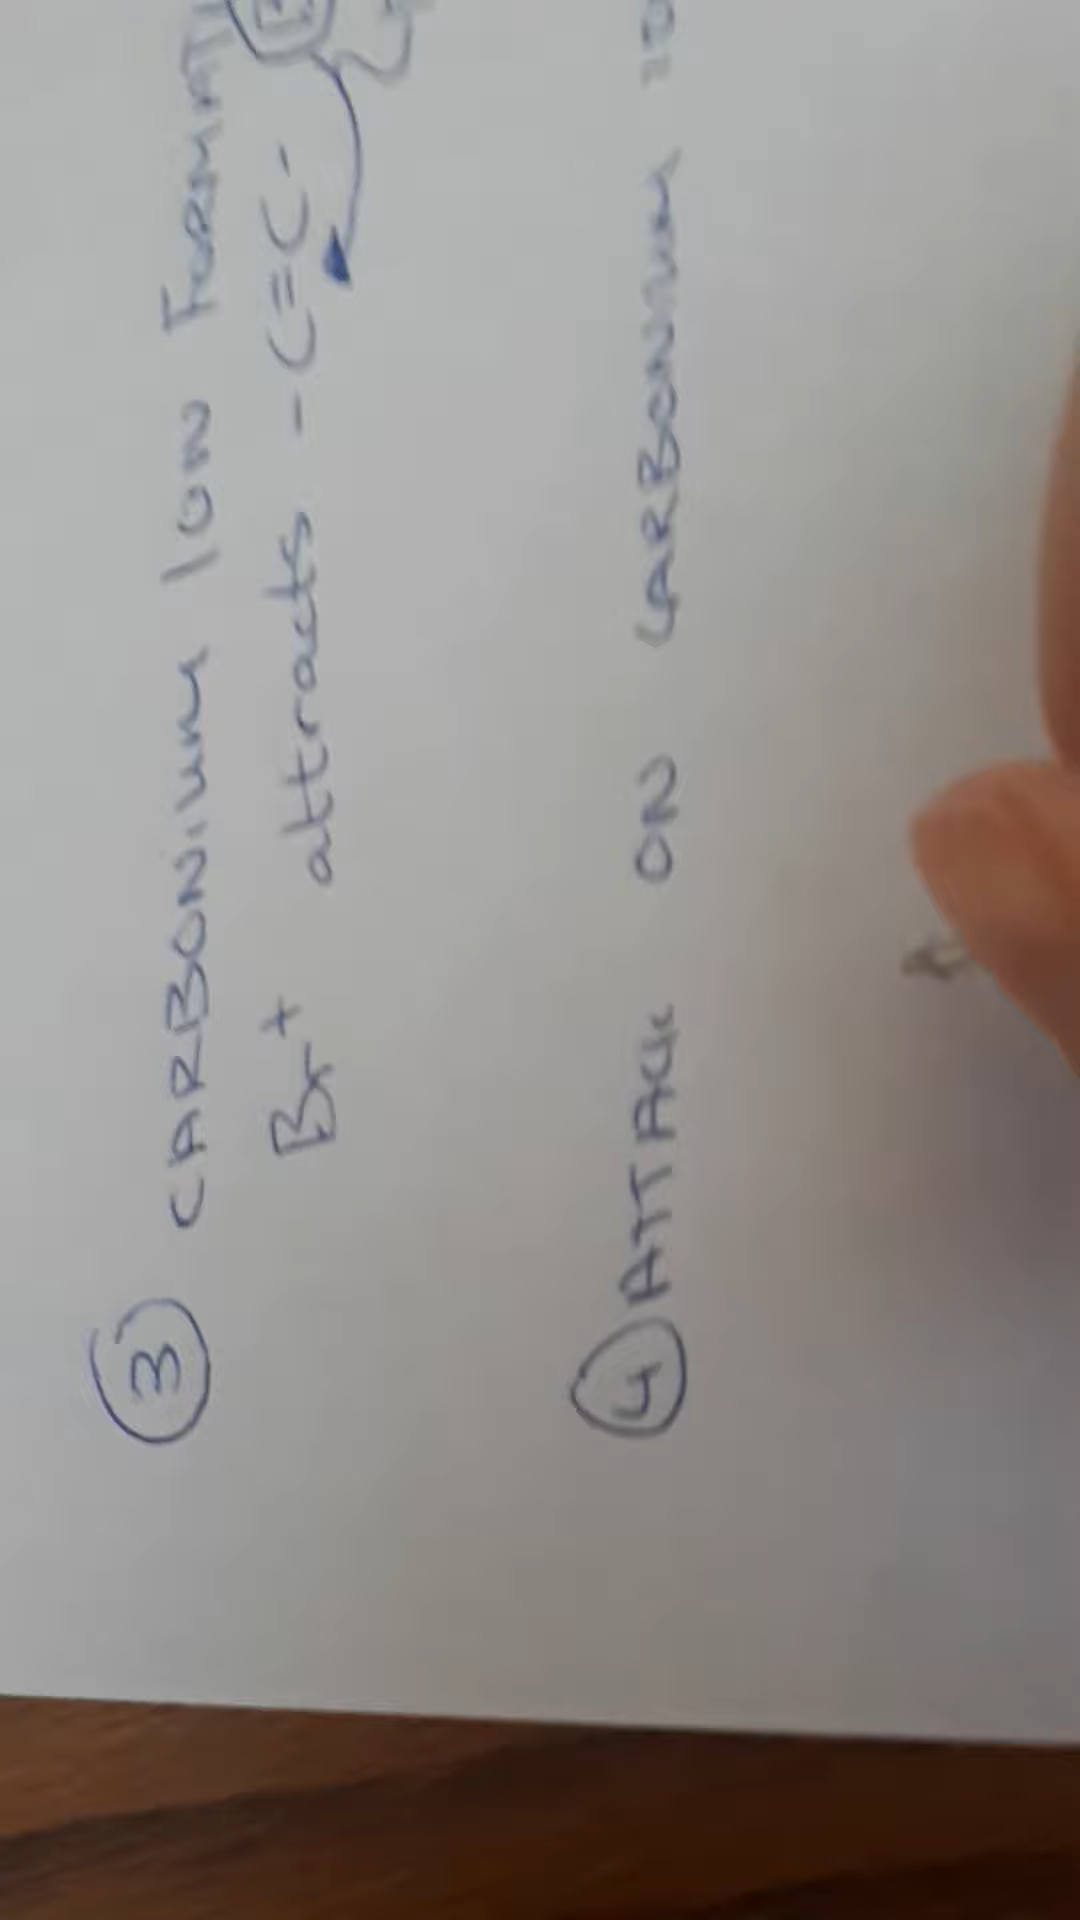 3 CARBONIUM ION FORMAT
Br+ attracts -C=C-
4 ATTACK ON CARBONIUM